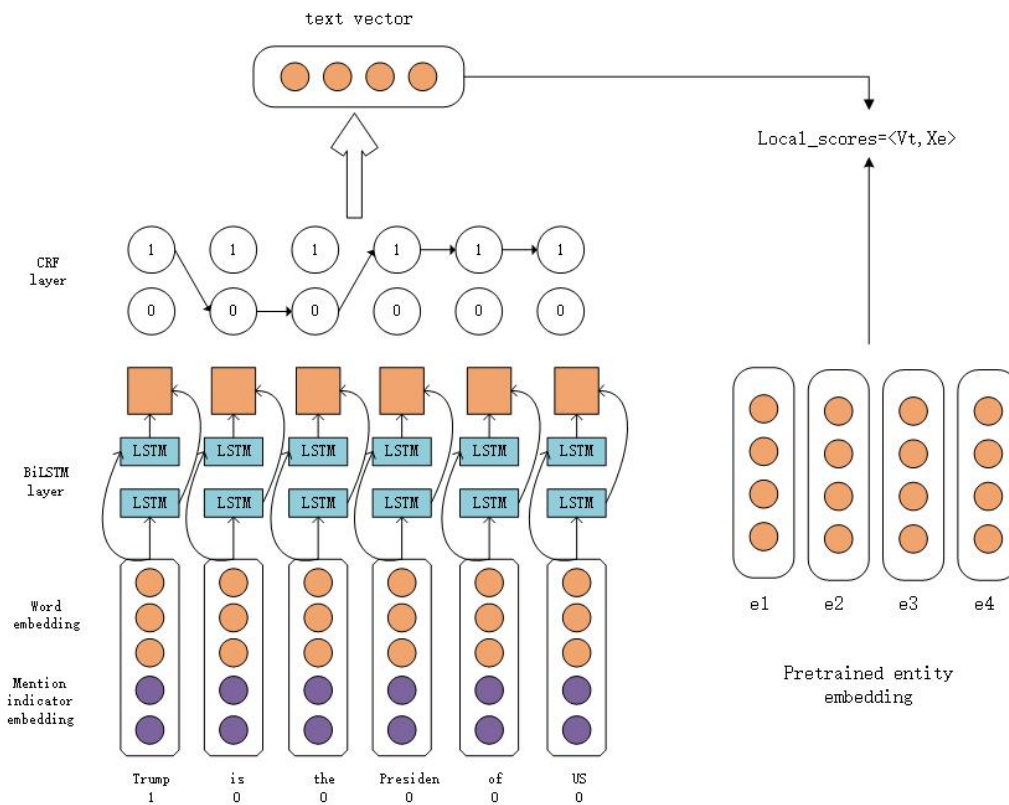 text vector
Local_scores=<Vt,Xe>
CRF
layer
1 1 1 1 1 1
0 0 0 0 0 0
BiLSTM
layer
LSTM LSTM LSTM LSTM LSTM LSTM
LSTM LSTM LSTM LSTM LSTM LSTM
Word
embedding
Mention
indicator
embedding
Trump is the Presiden of US
1 0 0 0 0 0
e1 e2 e3 e4
Pretrained entity
embedding